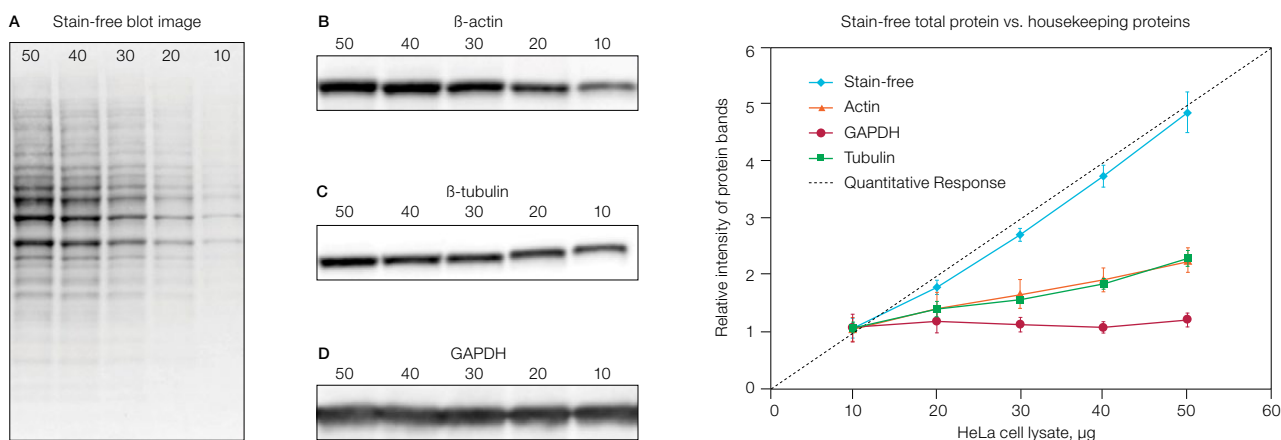 A Stain-free blot image
50 40 30 20 10
B ß-actin
50 40 30 20 10
C ß-tubulin
50 40 30 20 10
D GAPDH
50 40 30 20 10
Stain-free total protein vs. housekeeping proteins
Relative intensity of protein bands
6
5
4
3
2
1
0
Stain-free
Actin
GAPDH
Tubulin
Quantitative Response
0 10 20 30 40 50 60
HeLa cell lysate, µg